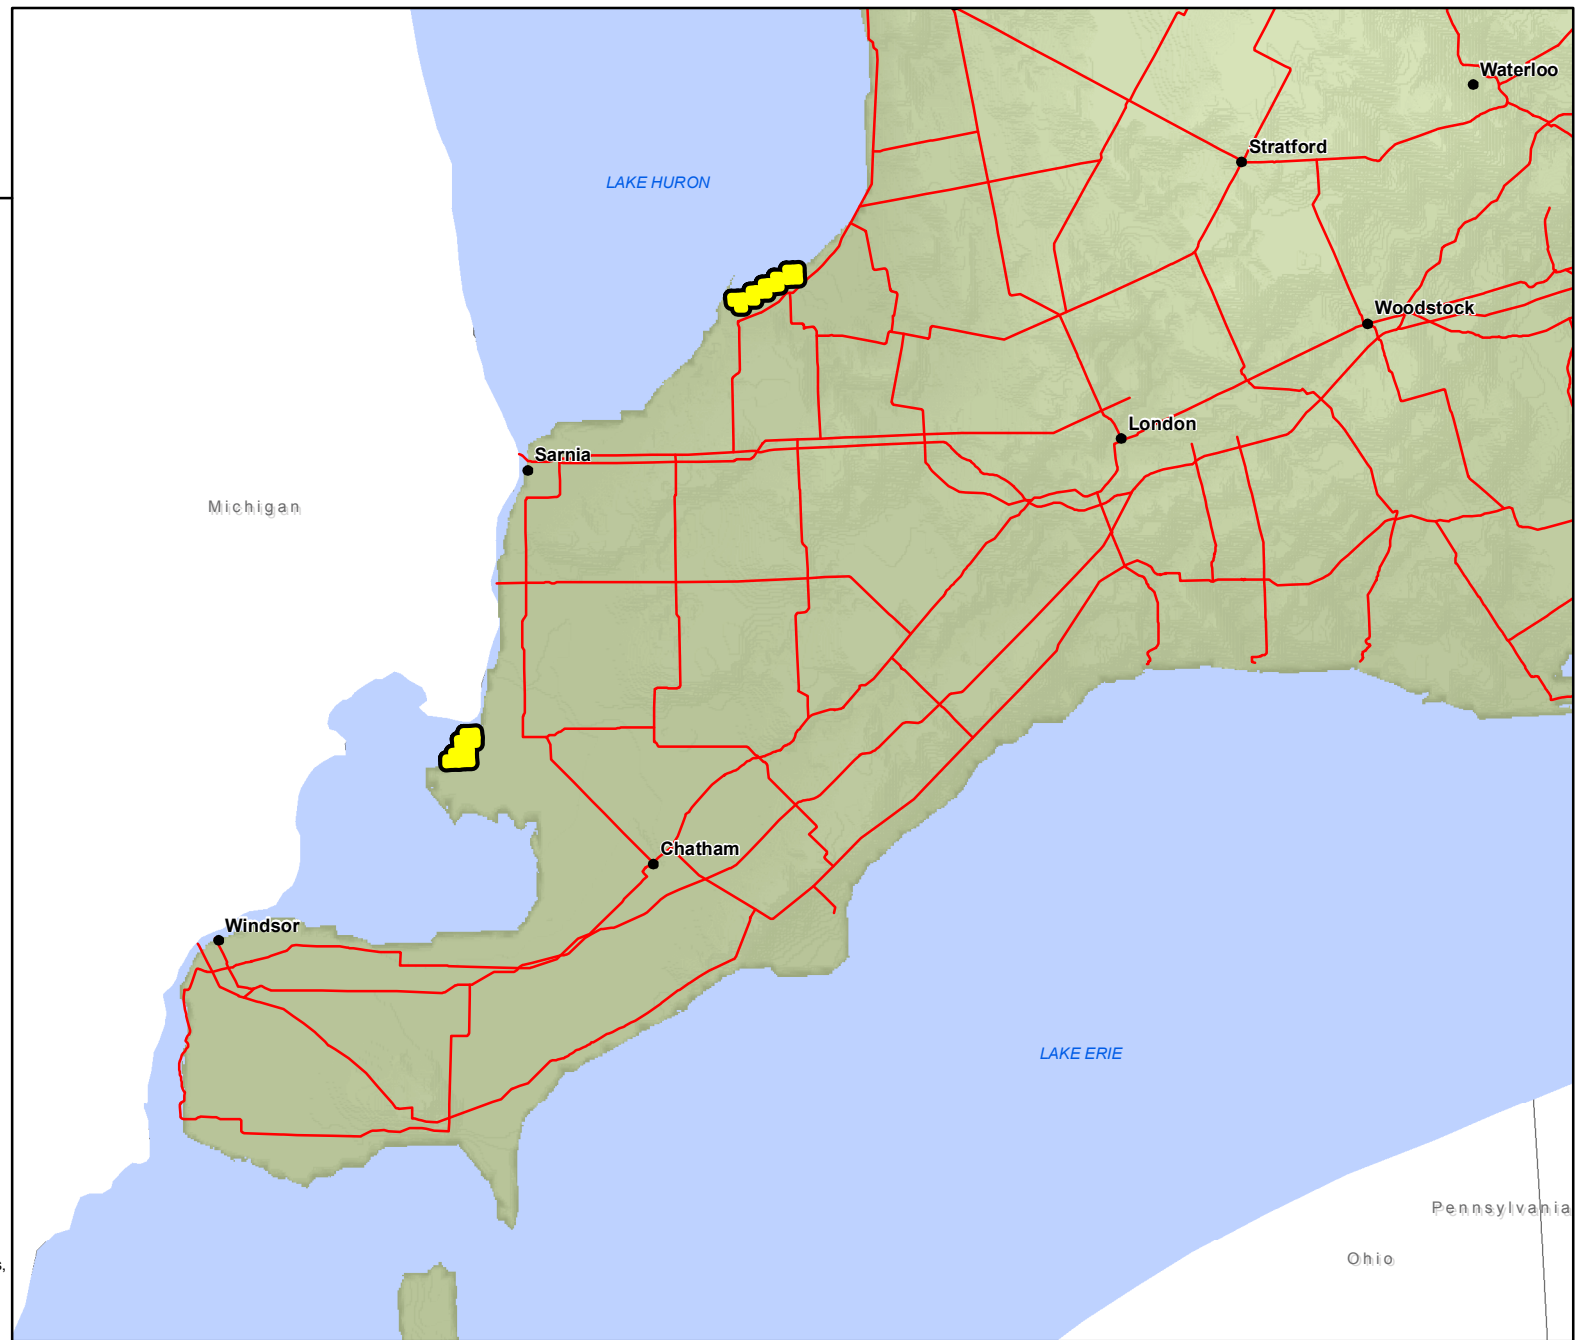 Waterloo
Stratford
LAKE HURON
Woodstock
London
Sarnia
Michigan
Chatham
Windsor
LAKE ERIE
Pennsylvania
Ohio
s,